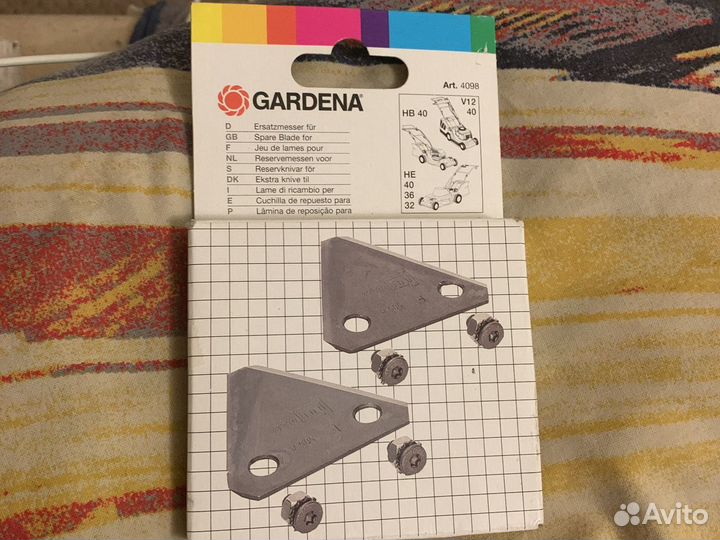 GARDENA
Art. 4098
D Ersatzmesser für
GB Spare Blade for
F Jeu de lames pour
NL Reservemessen voor
S Reservknivar för
DK Ekstra knive til
I Lame di ricambio per
E Cuchilla de repuesto para
P Lâmina de reposição para
HB 40
V12
40
HE
40
36
32
Avito